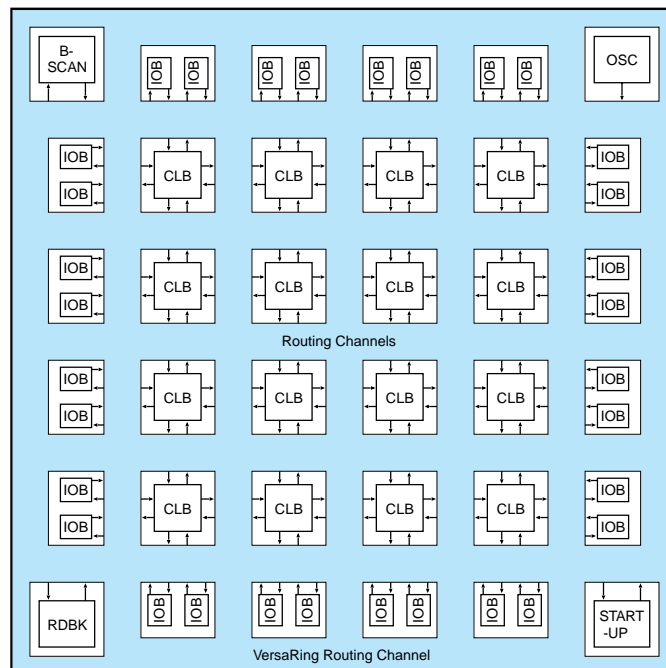 B-
SCAN
IOB IOB IOB IOB IOB IOB IOB IOB
OSC
IOB CLB CLB CLB CLB IOB
IOB IOB
IOB CLB CLB CLB CLB IOB
IOB IOB
Routing Channels
IOB CLB CLB CLB CLB IOB
IOB IOB
IOB CLB CLB CLB CLB IOB
IOB IOB
RDBK
IOB IOB IOB IOB IOB IOB IOB IOB
START
-UP
VersaRing Routing Channel